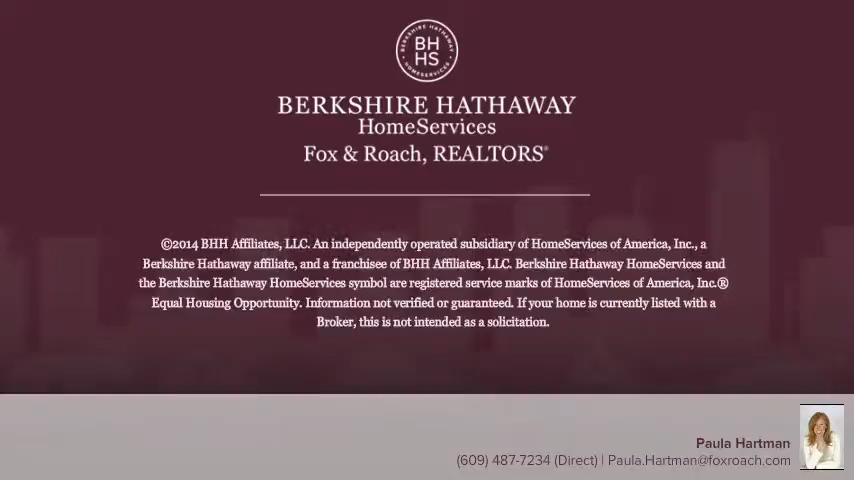 BERKSHIRE HATHAWAY
HOMESERVICES
BH
HS
BERKSHIRE HATHAWAY
HomeServices
Fox & Roach, REALTORS®
©2014 BHH Affiliates, LLC. An independently operated subsidiary of HomeServices of America, Inc., a
Berkshire Hathaway affiliate, and a franchisee of BHH Affiliates, LLC. Berkshire Hathaway HomeServices and
the Berkshire Hathaway HomeServices symbol are registered service marks of HomeServices of America, Inc.®
Equal Housing Opportunity. Information not verified or guaranteed. If your home is currently listed with a
Broker, this is not intended as a solicitation.
Paula Hartman
(609) 487-7234 (Direct) | Paula.Hartman@foxroach.com